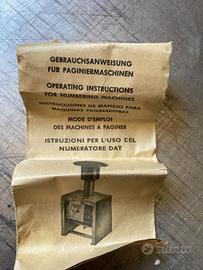 GEBRAUCHSANWEISUNG
FÜR PAGINIERMASCHINEN
OPERATING INSTRUCTIONS
FOR NUMBERING MACHINES
INSTRUCCIONES DE MANEJO PARA
MAQUINAS PAGINADORAS
MODE D'EMPLOI
DES MACHINES A PAGINER
ISTRUZIONI PER L'USO DEL
NUMERATORE DAT
subito